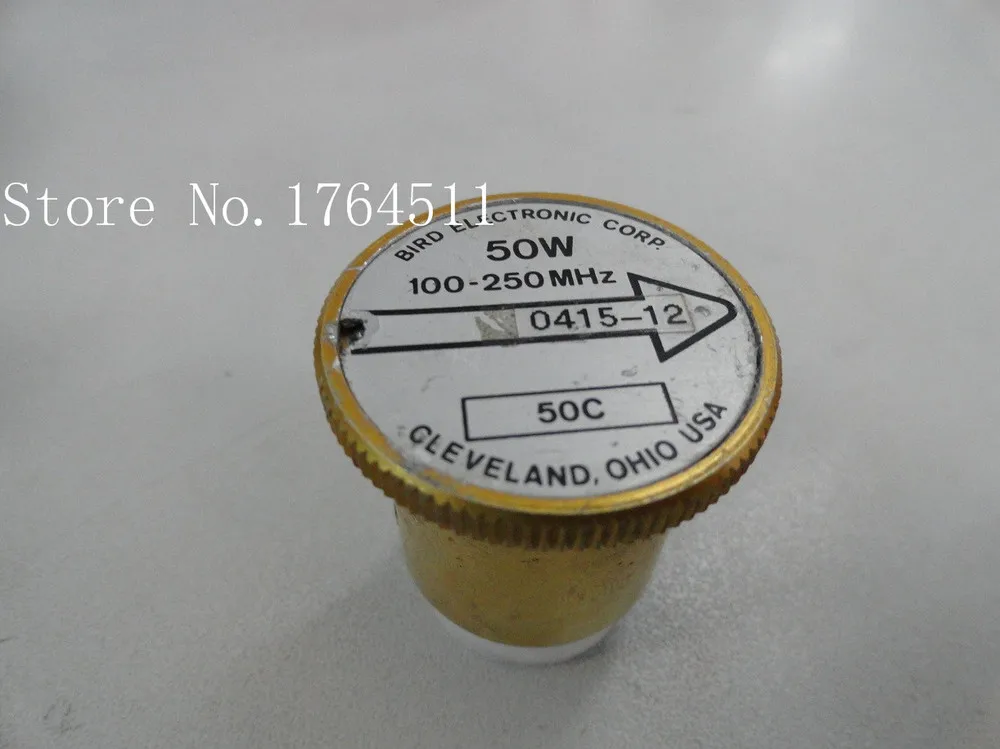 Store No.1764511
BIRD ELECTRONIC CORP.
50W
100-250 MHz
0415-12
50C
CLEVELAND, OHIO USA